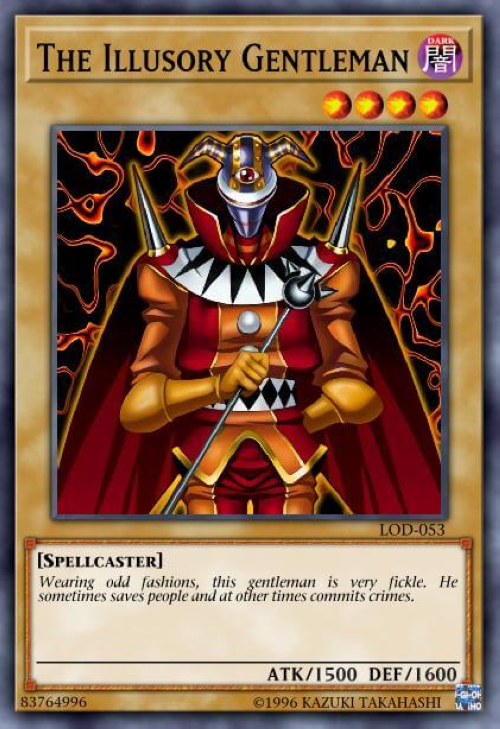 THE ILLUSORY GENTLEMAN
DARK
闇
LOD-053
[SPELLCASTER]
Wearing odd fashions, this gentleman is very fickle. He
sometimes saves people and at other times commits crimes.
ATK/1500 DEF/1600
83764996
©1996 KAZUKI TAKAHASHI